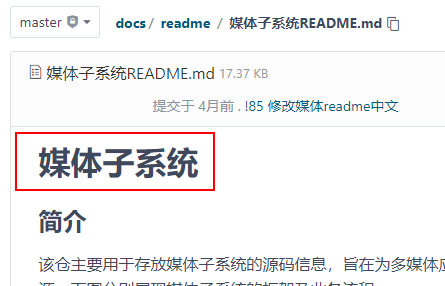 master docs / readme / 媒体子系统README.md
媒体子系统README.md 17.37 KB
提交于 4月前 . !85 修改媒体readme中文
媒体子系统
简介
该仓主要用于存放媒体子系统的源码信息，旨在为多媒体应